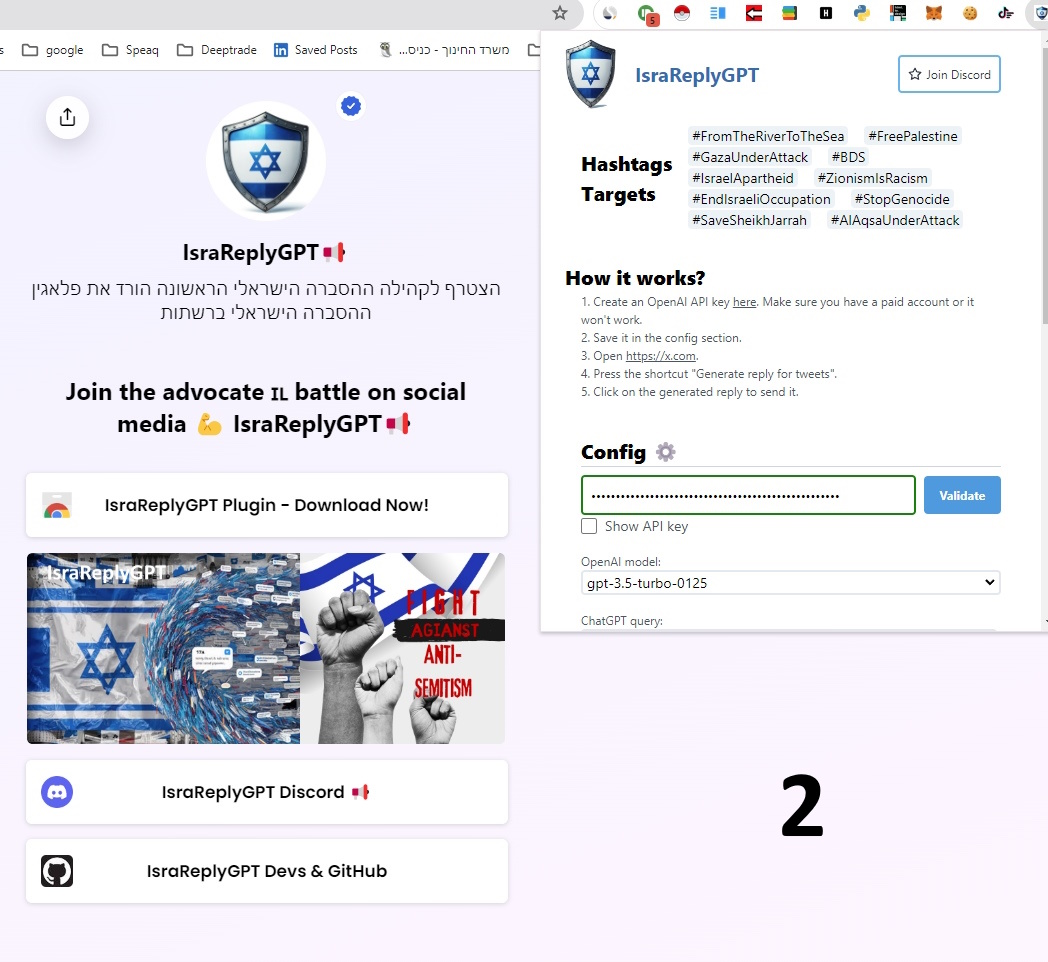 s google Speaq Deeptrade Saved Posts משרד החינוך - כניס...
5
H
IsraReplyGPT
הצטרף לקהילה ההסברה הישראלי הראשונה הורד את פלאגין
ההסברה הישראלי ברשתות
Join the advocate IL battle on social
media 💪 IsraReplyGPT📢
IsraReplyGPT Plugin - Download Now!
IsraReplyGPT
FIGHT
AGIANST
ANTI-
SEMITISM
IsraReplyGPT Discord 📢
IsraReplyGPT Devs & GitHub
IsraReplyGPT
Join Discord
Hashtags
Targets
#FromTheRiverToTheSea #FreePalestine
#GazaUnderAttack #BDS
#IsraelApartheid #ZionismIsRacism
#EndIsraeliOccupation #StopGenocide
#SaveSheikhJarrah #AlAqsaUnderAttack
How it works?
1. Create an OpenAI API key here. Make sure you have a paid account or it
won't work.
2. Save it in the config section.
3. Open https://x.com.
4. Press the shortcut "Generate reply for tweets".
5. Click on the generated reply to send it.
Config ⚙️
Validate
Show API key
OpenAI model:
gpt-3.5-turbo-0125
ChatGPT query:
2